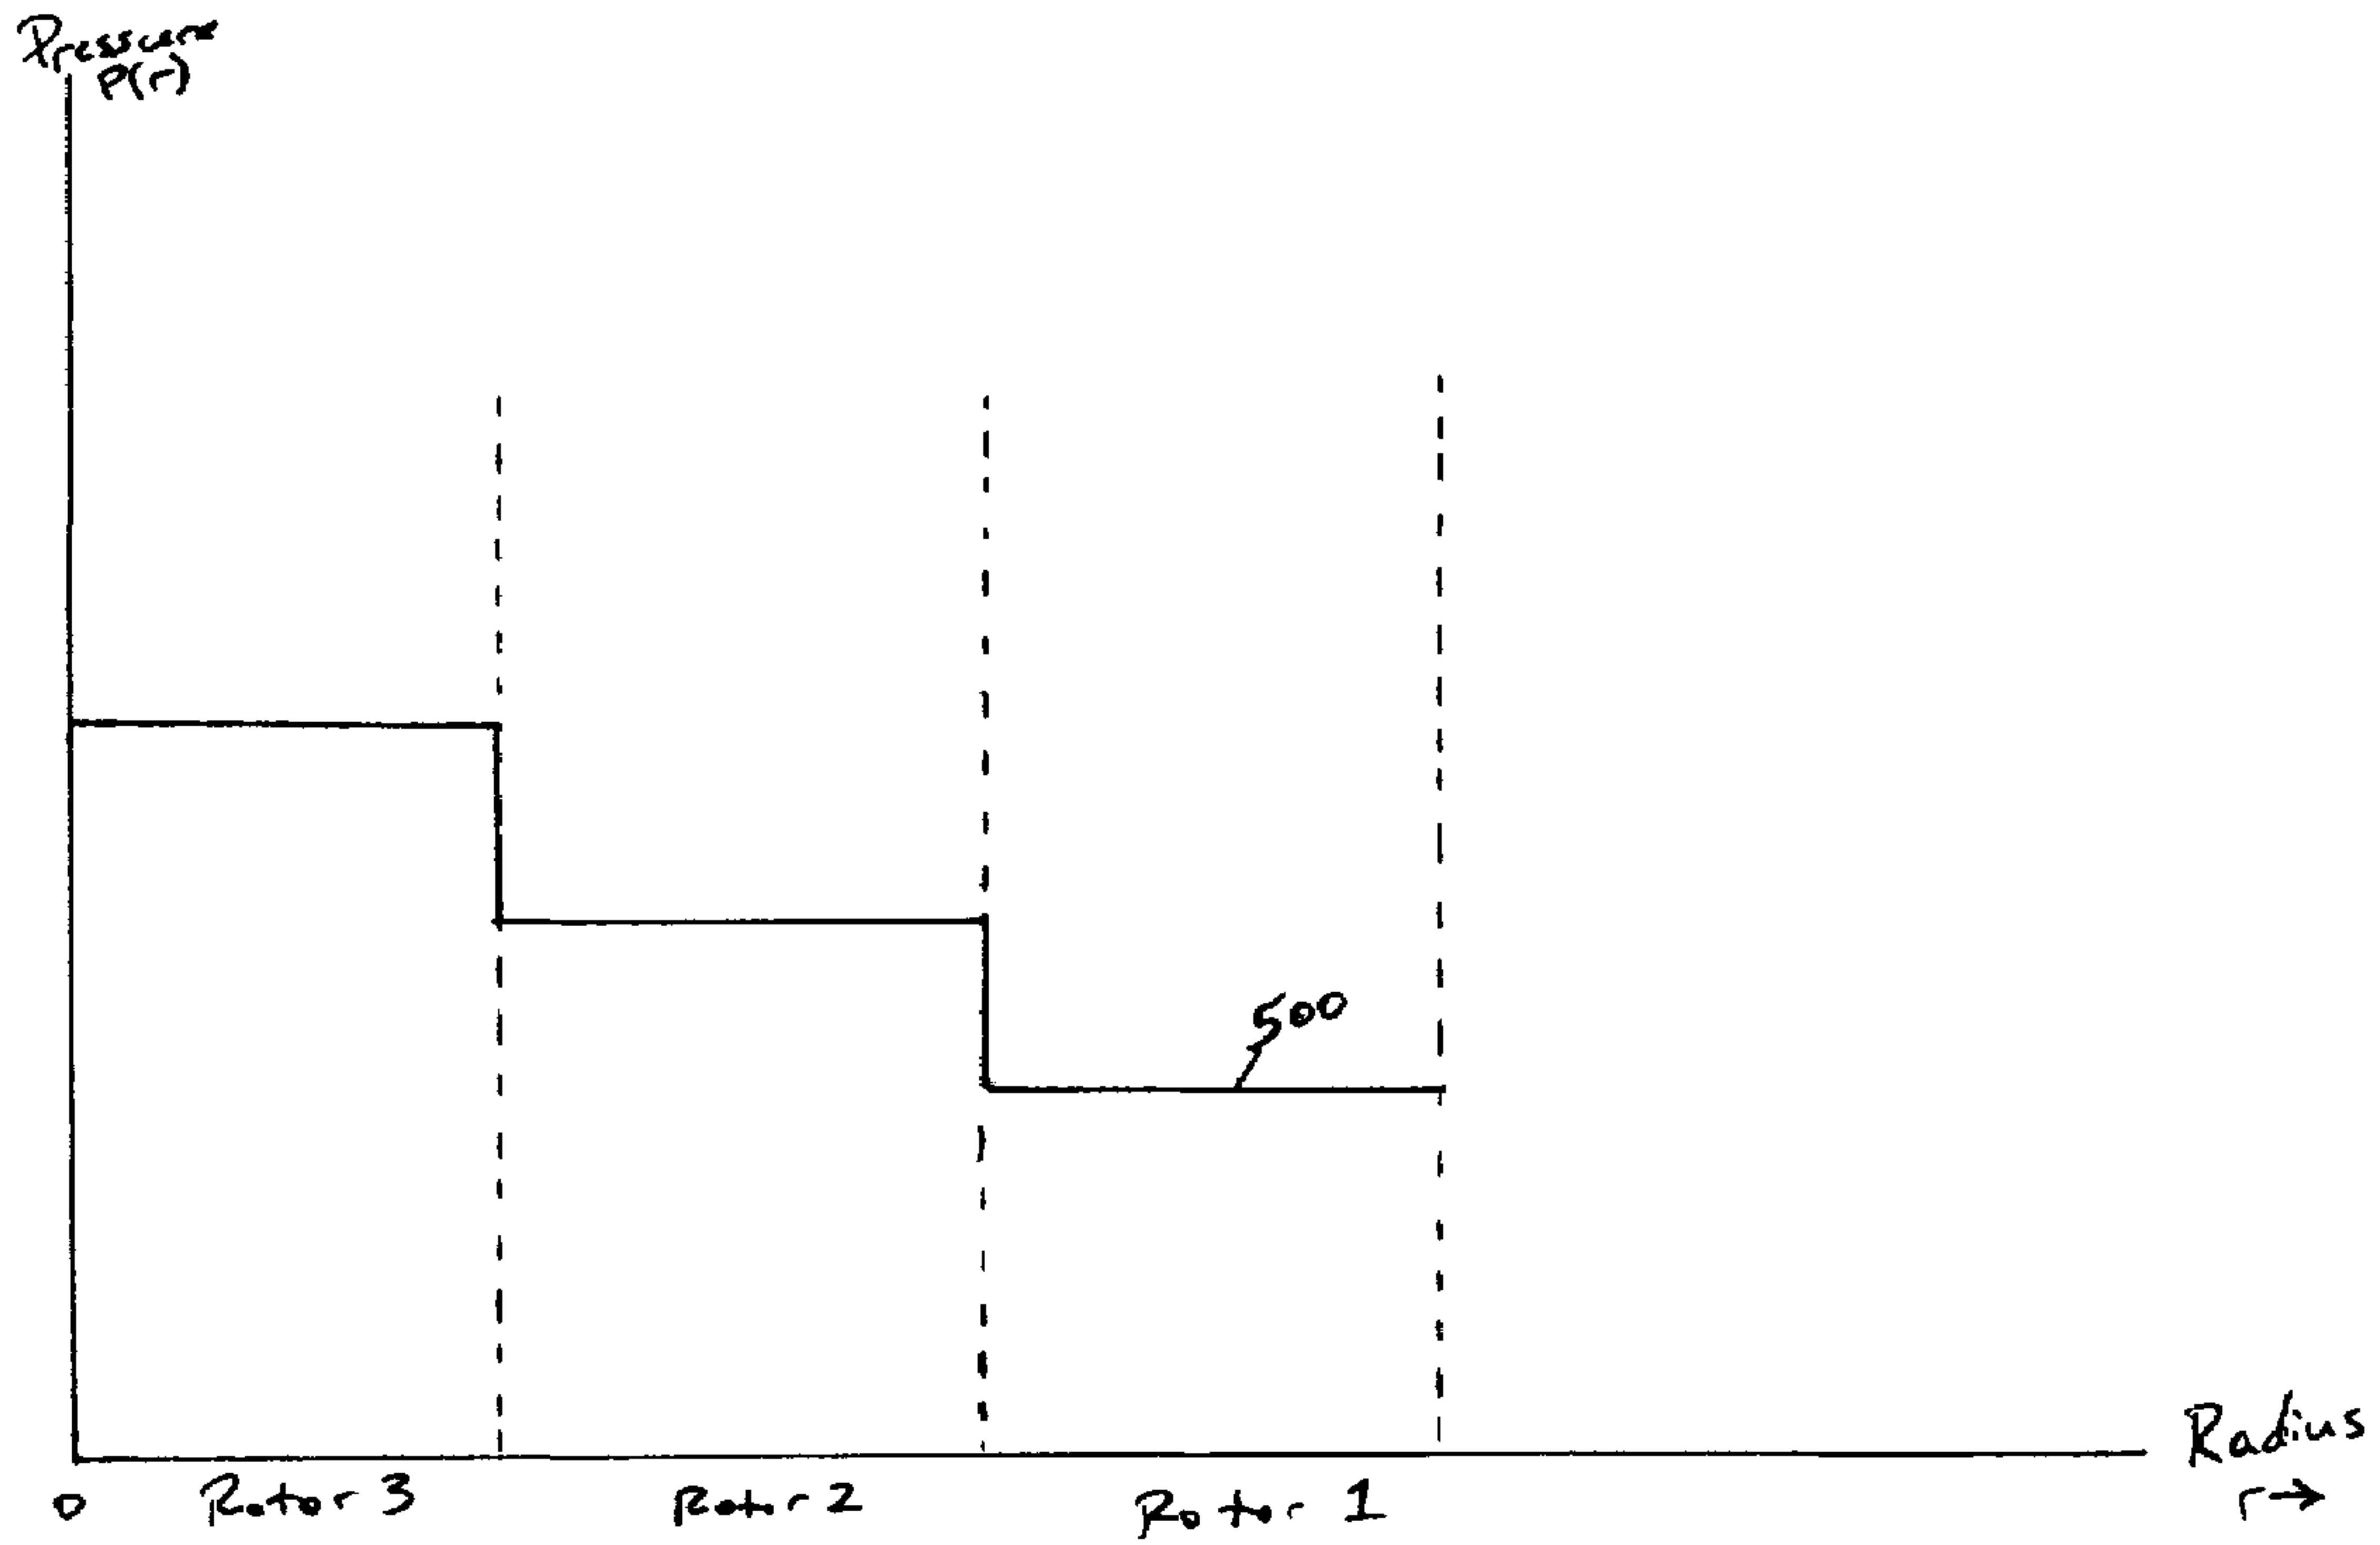 Pressure
P(r)
500
Radius
r→
0 Rotor 3 Rotor 2 Rotor 1